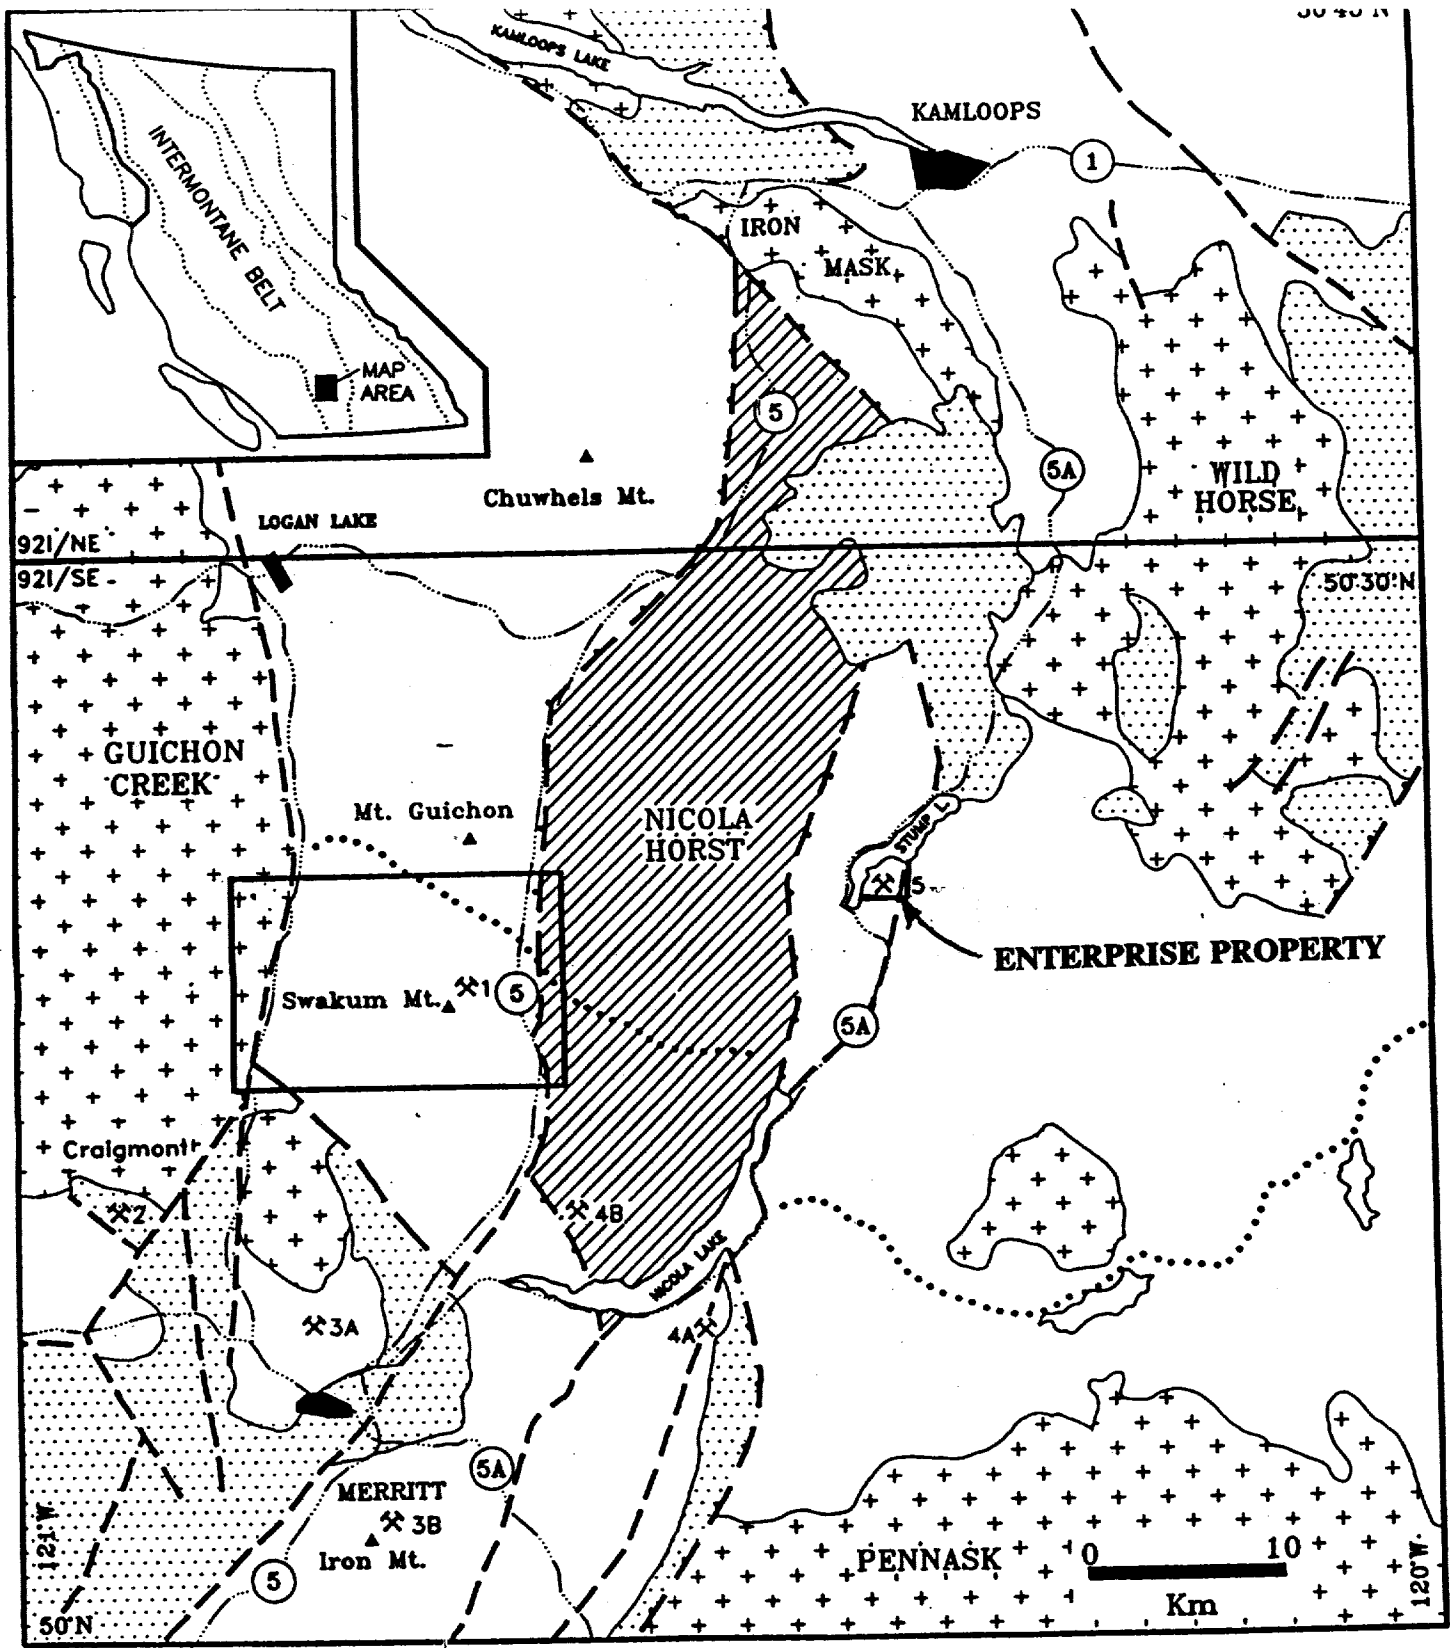 50°45'N
KAMLOOPS LAKE
KAMLOOPS
1
INTERMONTANE BELT
IRON
MASK
MAP
AREA
5
5A
WILD
HORSE
Chuwhels Mt.
LOGAN LAKE
92I/NE
92I/SE
50°30'N
GUICHON
CREEK
Mt. Guichon
NICOLA
HORST
STUMP L.
5
ENTERPRISE PROPERTY
Swakum Mt.
1
5
5A
Craigmont
2
4B
NICOLA LAKE
3A
4A
5A
MERRITT
3B
Iron Mt.
5
PENNASK
0 10
Km
121°W
120°W
50°N